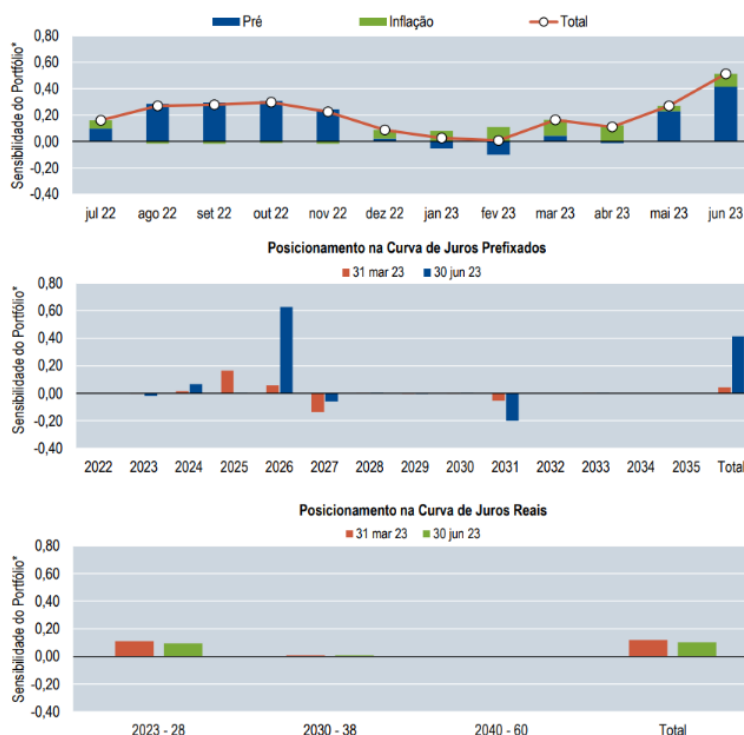 Pré Inflação Total
Sensibilidade do Portfólio*
0,80
0,60
0,40
0,20
0,00
-0,20
-0,40
jul 22 ago 22 set 22 out 22 nov 22 dez 22 jan 23 fev 23 mar 23 abr 23 mai 23 jun 23
Posicionamento na Curva de Juros Prefixados
31 mar 23 30 jun 23
Sensibilidade do Portfólio*
0,80
0,60
0,40
0,20
0,00
-0,20
-0,40
2022 2023 2024 2025 2026 2027 2028 2029 2030 2031 2032 2033 2034 2035 Total
Posicionamento na Curva de Juros Reais
31 mar 23 30 jun 23
Sensibilidade do Portfólio*
0,80
0,60
0,40
0,20
0,00
-0,20
-0,40
2023 - 28 2030 - 38 2040 - 60 Total